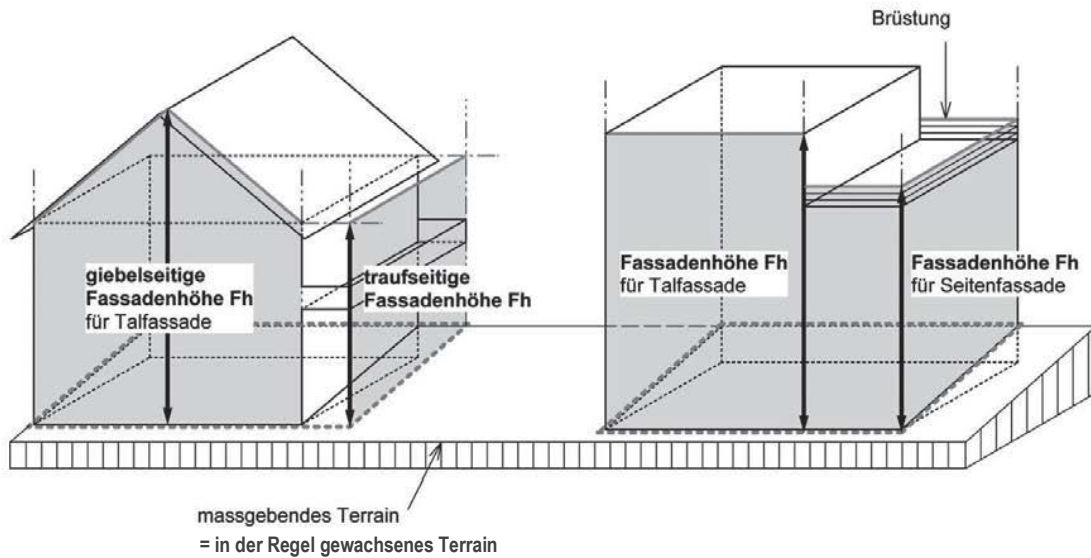 Brüstung
giebelseitige
Fassadenhöhe Fh
für Talfassade
traufseitige
Fassadenhöhe Fh
Fassadenhöhe Fh
für Talfassade
Fassadenhöhe Fh
für Seitenfassade
massgebendes Terrain
= in der Regel gewachsenes Terrain